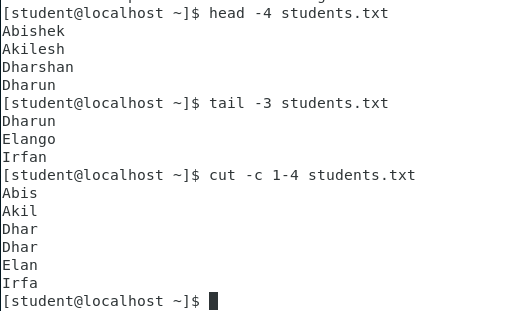 [student@localhost ~]$ head -4 students.txt
Abishek
Akilesh
Dharshan
Dharun
[student@localhost ~]$ tail -3 students.txt
Dharun
Elango
Irfan
[student@localhost ~]$ cut -c 1-4 students.txt
Abis
Akil
Dhar
Dhar
Elan
Irfa
[student@localhost ~]$